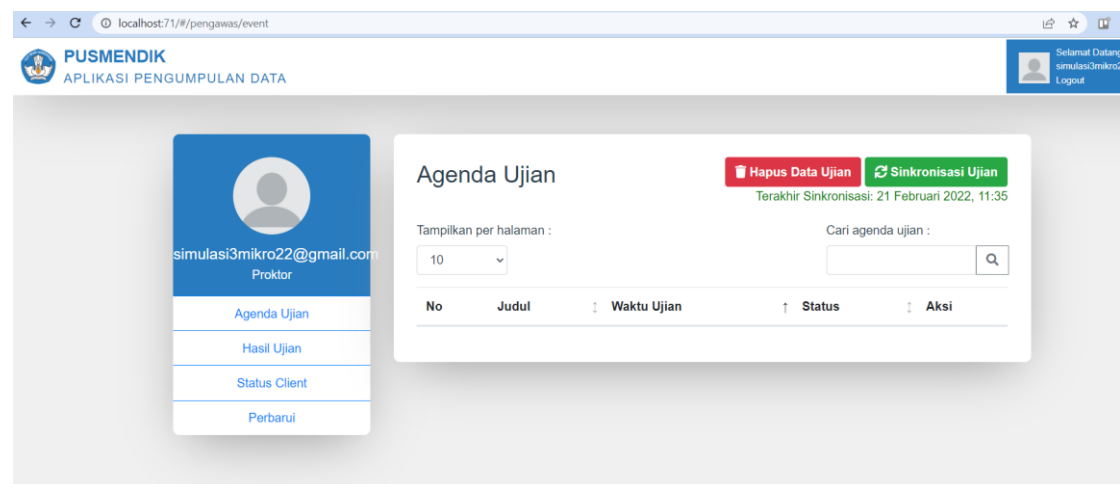 localhost:71/#/pengawas/event
PUSMENDIK
APLIKASI PENGUMPULAN DATA
Selamat Datang
simulasi3mikro2
Logout
simulasi3mikro22@gmail.com
Proktor
Agenda Ujian
Hasil Ujian
Status Client
Perbarui
Agenda Ujian
Hapus Data Ujian
Sinkronisasi Ujian
Terakhir Sinkronisasi: 21 Februari 2022, 11:35
Tampilkan per halaman :
10
Cari agenda ujian :
No Judul Waktu Ujian Status Aksi